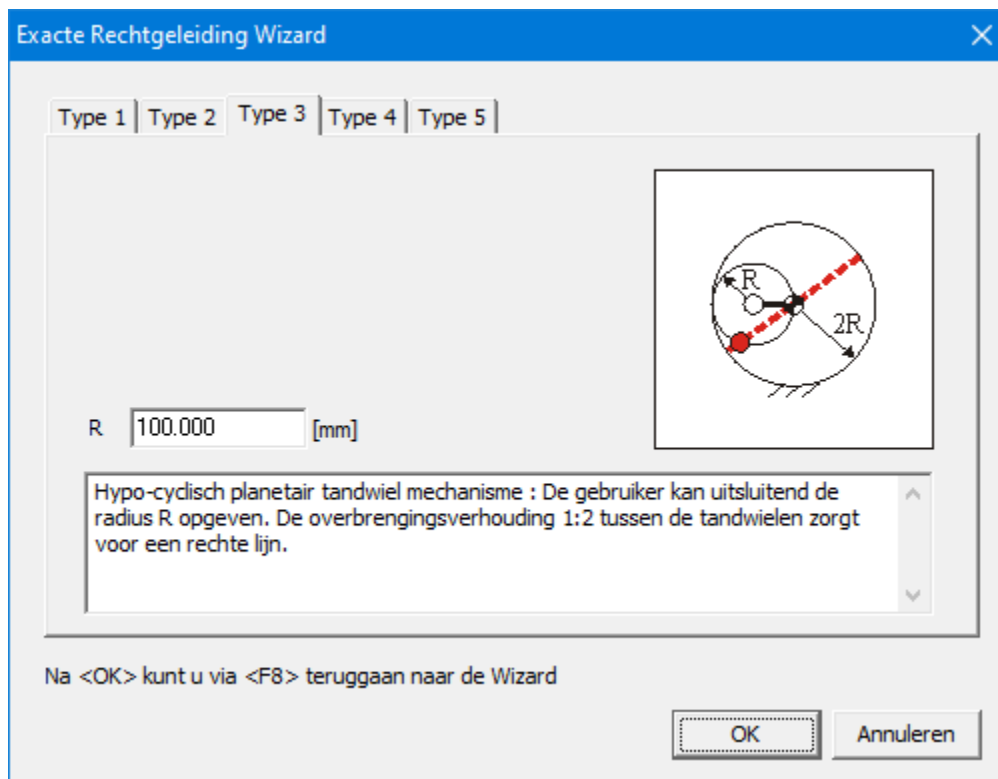 Exacte Rechtgeleiding Wizard
Type 1
Type 2
Type 3
Type 4
Type 5
R
2R
R
100.000
[mm]
Hypo-cyclisch planetair tandwiel mechanisme : De gebruiker kan uitsluitend de
radius R opgeven. De overbrengingsverhouding 1:2 tussen de tandwielen zorgt
voor een rechte lijn.
Na <OK> kunt u via <F8> teruggaan naar de Wizard
OK
Annuleren